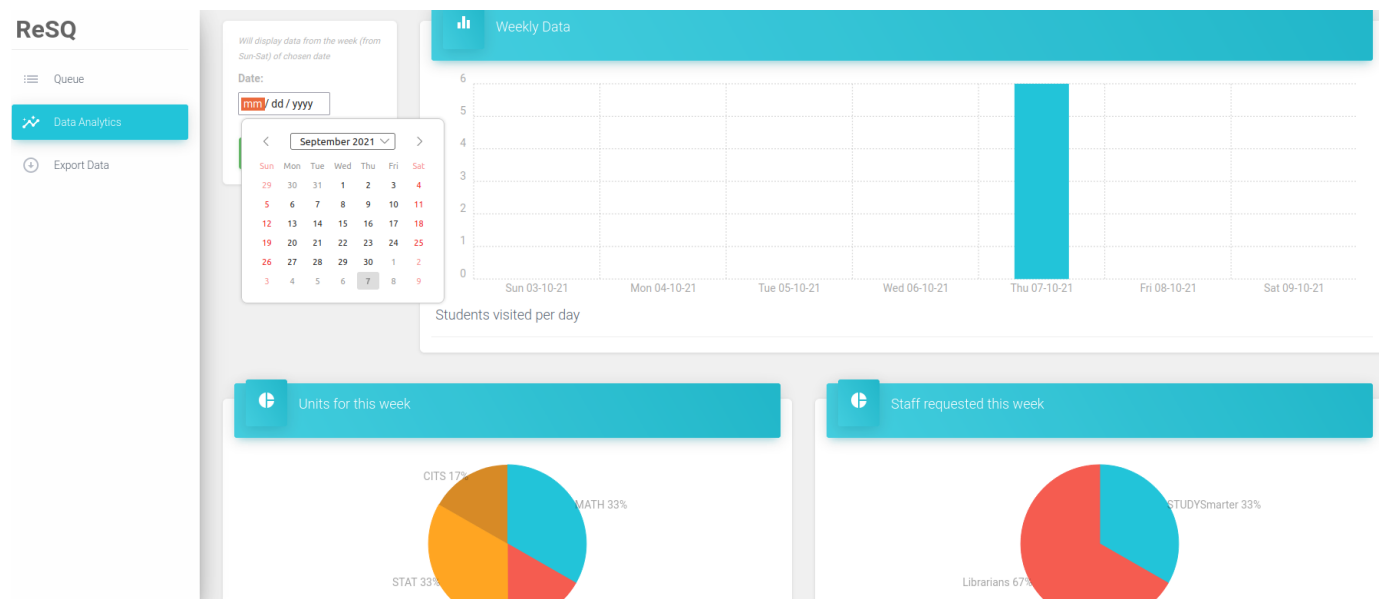 ReSQ
Queue
Data Analytics
Export Data
Will display data from the week (from
Sun-Sat) of chosen date
Date:
mm / dd / yyyy
September 2021
Sun Mon Tue Wed Thu Fri Sat
29 30 31 1 2 3 4
5 6 7 8 9 10 11
12 13 14 15 16 17 18
19 20 21 22 23 24 25
26 27 28 29 30 1 2
3 4 5 6 7 8 9
Weekly Data
6
5
4
3
2
1
0
Sun 03-10-21 Mon 04-10-21 Tue 05-10-21 Wed 06-10-21 Thu 07-10-21 Fri 08-10-21 Sat 09-10-21
Students visited per day
Units for this week
CITS 17%
MATH 33%
STAT 33%
Staff requested this week
STUDYSmarter 33%
Librarians 67%